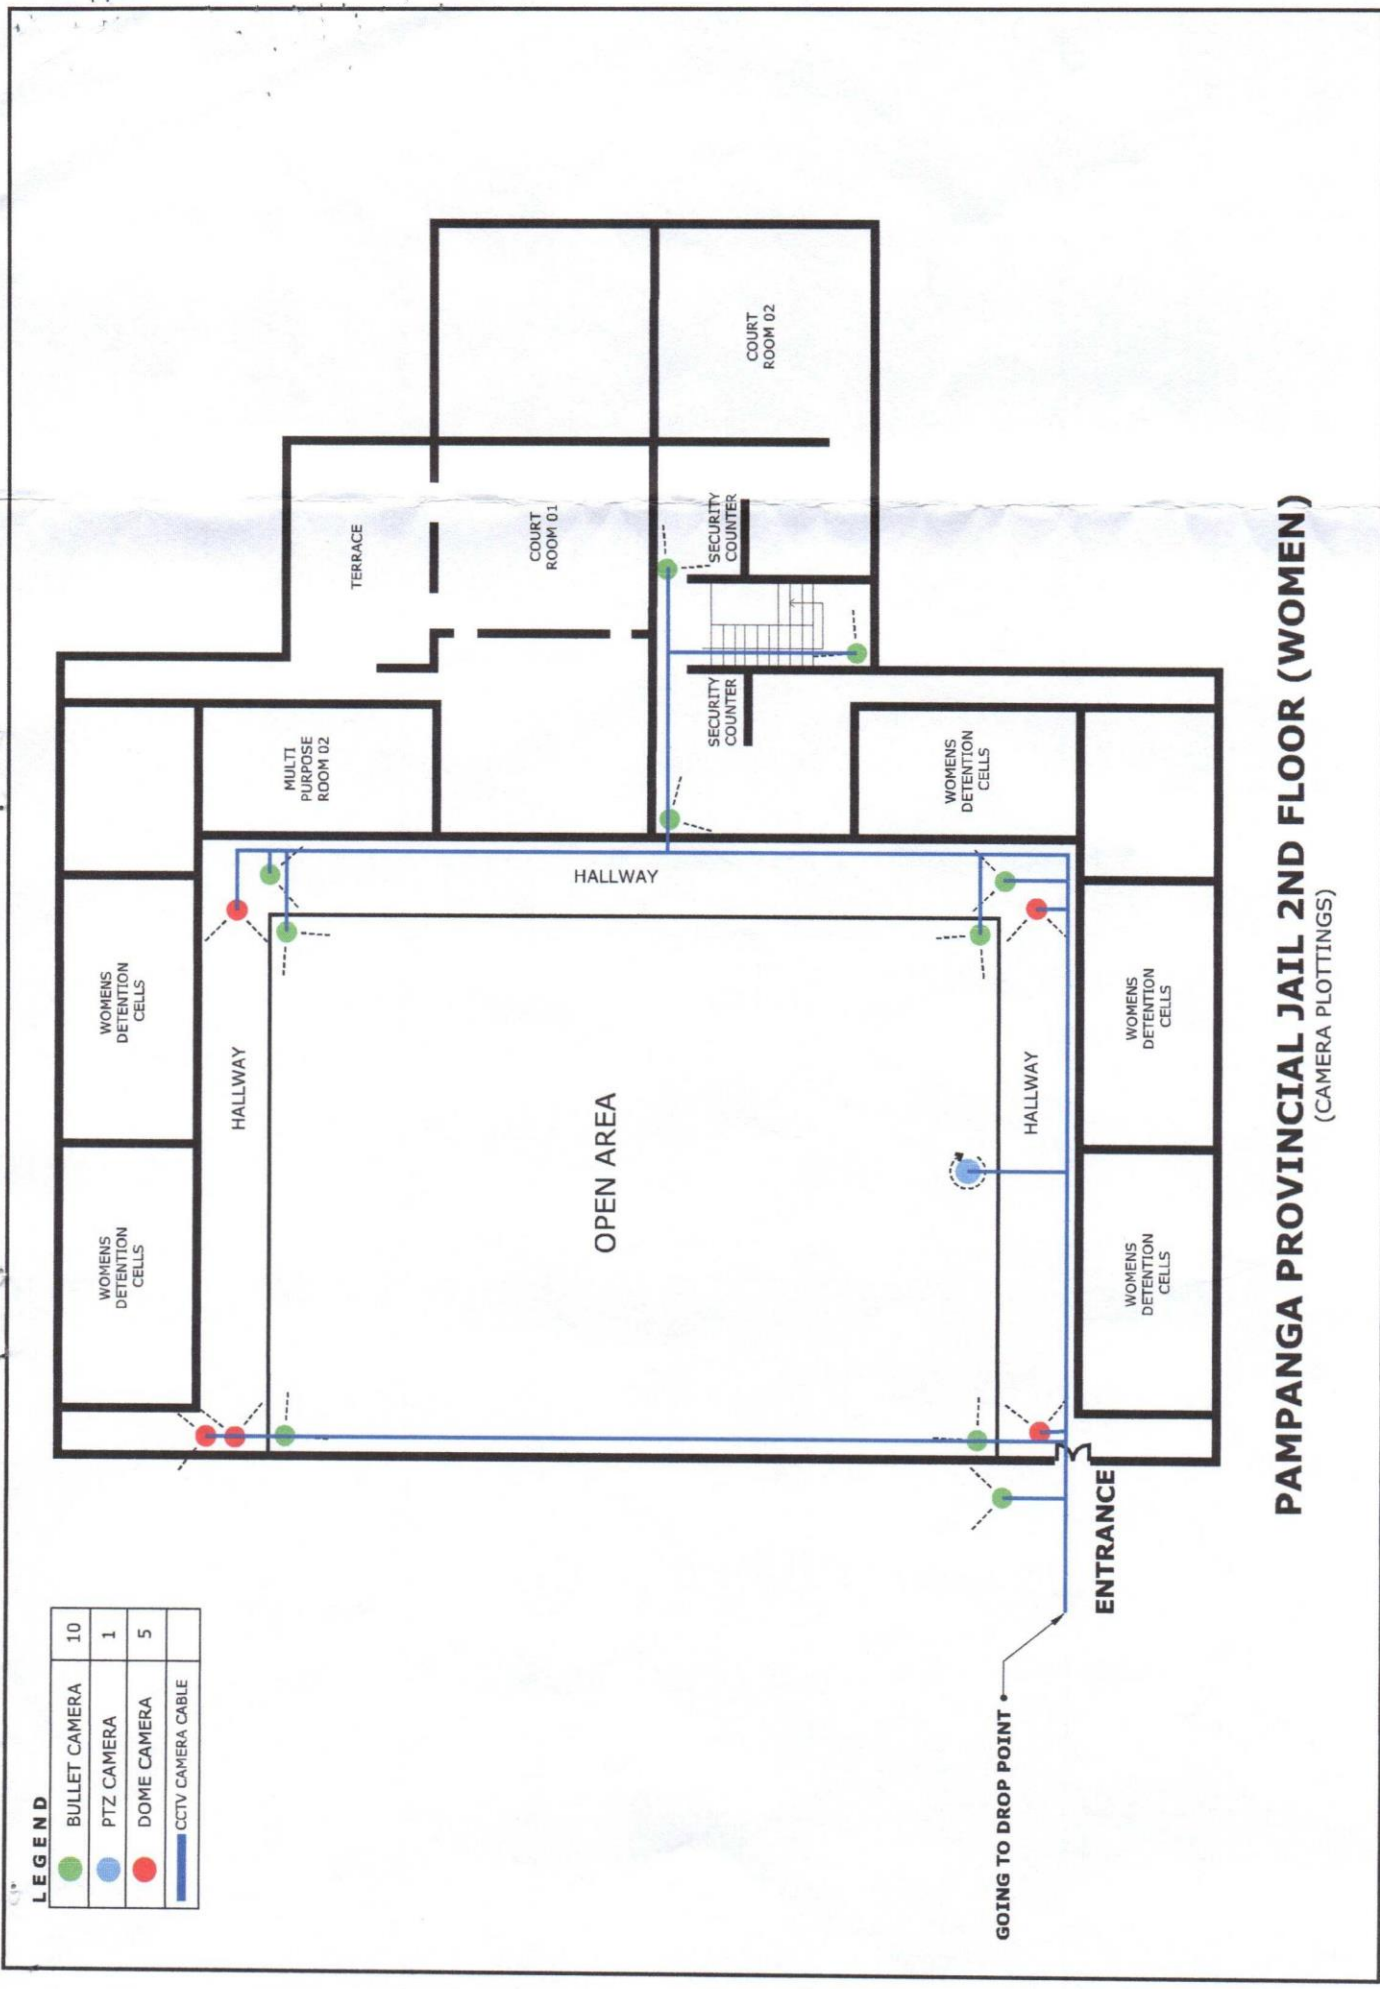 LEGEND
BULLET CAMERA 10
PTZ CAMERA 1
DOME CAMERA 5
CCTV CAMERA CABLE
WOMENS
DETENTION
CELLS
WOMENS
DETENTION
CELLS
HALLWAY
MULTI
PURPOSE
ROOM 02
TERRACE
COURT
ROOM 01
OPEN AREA
HALLWAY
SECURITY
COUNTER
SECURITY
COUNTER
COURT
ROOM 02
WOMENS
DETENTION
CELLS
HALLWAY
GOING TO DROP POINT
ENTRANCE
WOMENS
DETENTION
CELLS
WOMENS
DETENTION
CELLS
PAMPANGA PROVINCIAL JAIL 2ND FLOOR (WOMEN)
(CAMERA PLOTTINGS)